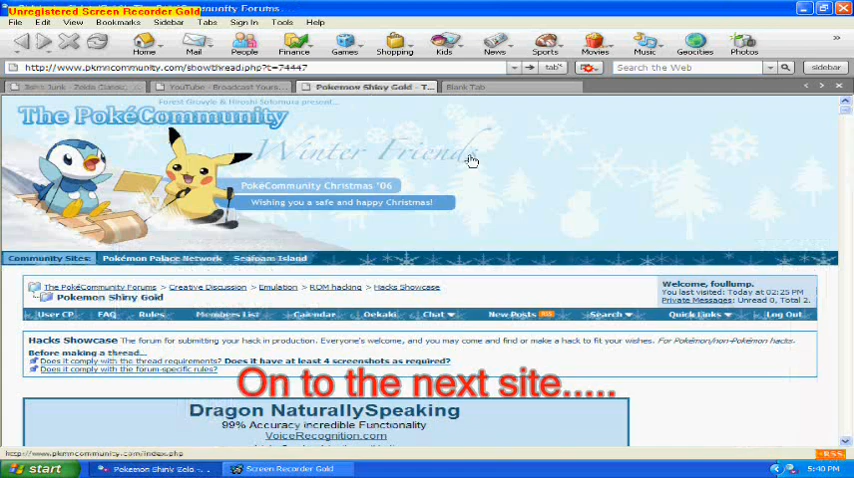 Unregistered Screen Recorder Gold
Community Forums
File Edit View Bookmarks Sidebar Tabs Sign In Tools Help
Home Mail People Finance Games Shopping Kids News Sports Movies Music Geocities Photos
http://www.pkmncommunity.com/showthread.php?t=74447
tab+ Search the Web sidebar
YouTube - Broadcast Yours... Pokemon Shiny Gold - T... Blank Tab
Forest Grovyle & Hiroshi Sotomura present...
The PokéCommunity
Winter Friends
PokéCommunity Christmas '06
Wishing you a safe and happy Christmas!
Community Sites: Pokémon Palace Network Seafoam Island
The PokéCommunity Forums > Creative Discussion > Emulation > ROM hacking > Hacks Showcase
Pokemon Shiny Gold
Welcome, foullump.
You last visited: Today at 02:25 PM
Private Messages: Unread 0, Total 2.
User CP FAQ Rules Members List Calendar Oekaki Chat New Posts RSS Search Quick Links Log Out
Hacks Showcase The forum for submitting your hack in production. Everyone's welcome, and you may come and find or make a hack to fit your wishes. For Pokémon/non-Pokémon hacks.
Before making a thread...
Does it comply with the thread requirements? Does it have at least 4 screenshots as required?
Does it comply with the forum-specific rules?
On to the next site.....
Dragon NaturallySpeaking
99% Accuracy incredible Functionality
VoiceRecognition.com
http://www.pkmncommunity.com/index.php
RSS
start Pokemon Shiny Gold - ... Screen Recorder Gold 5:40 PM